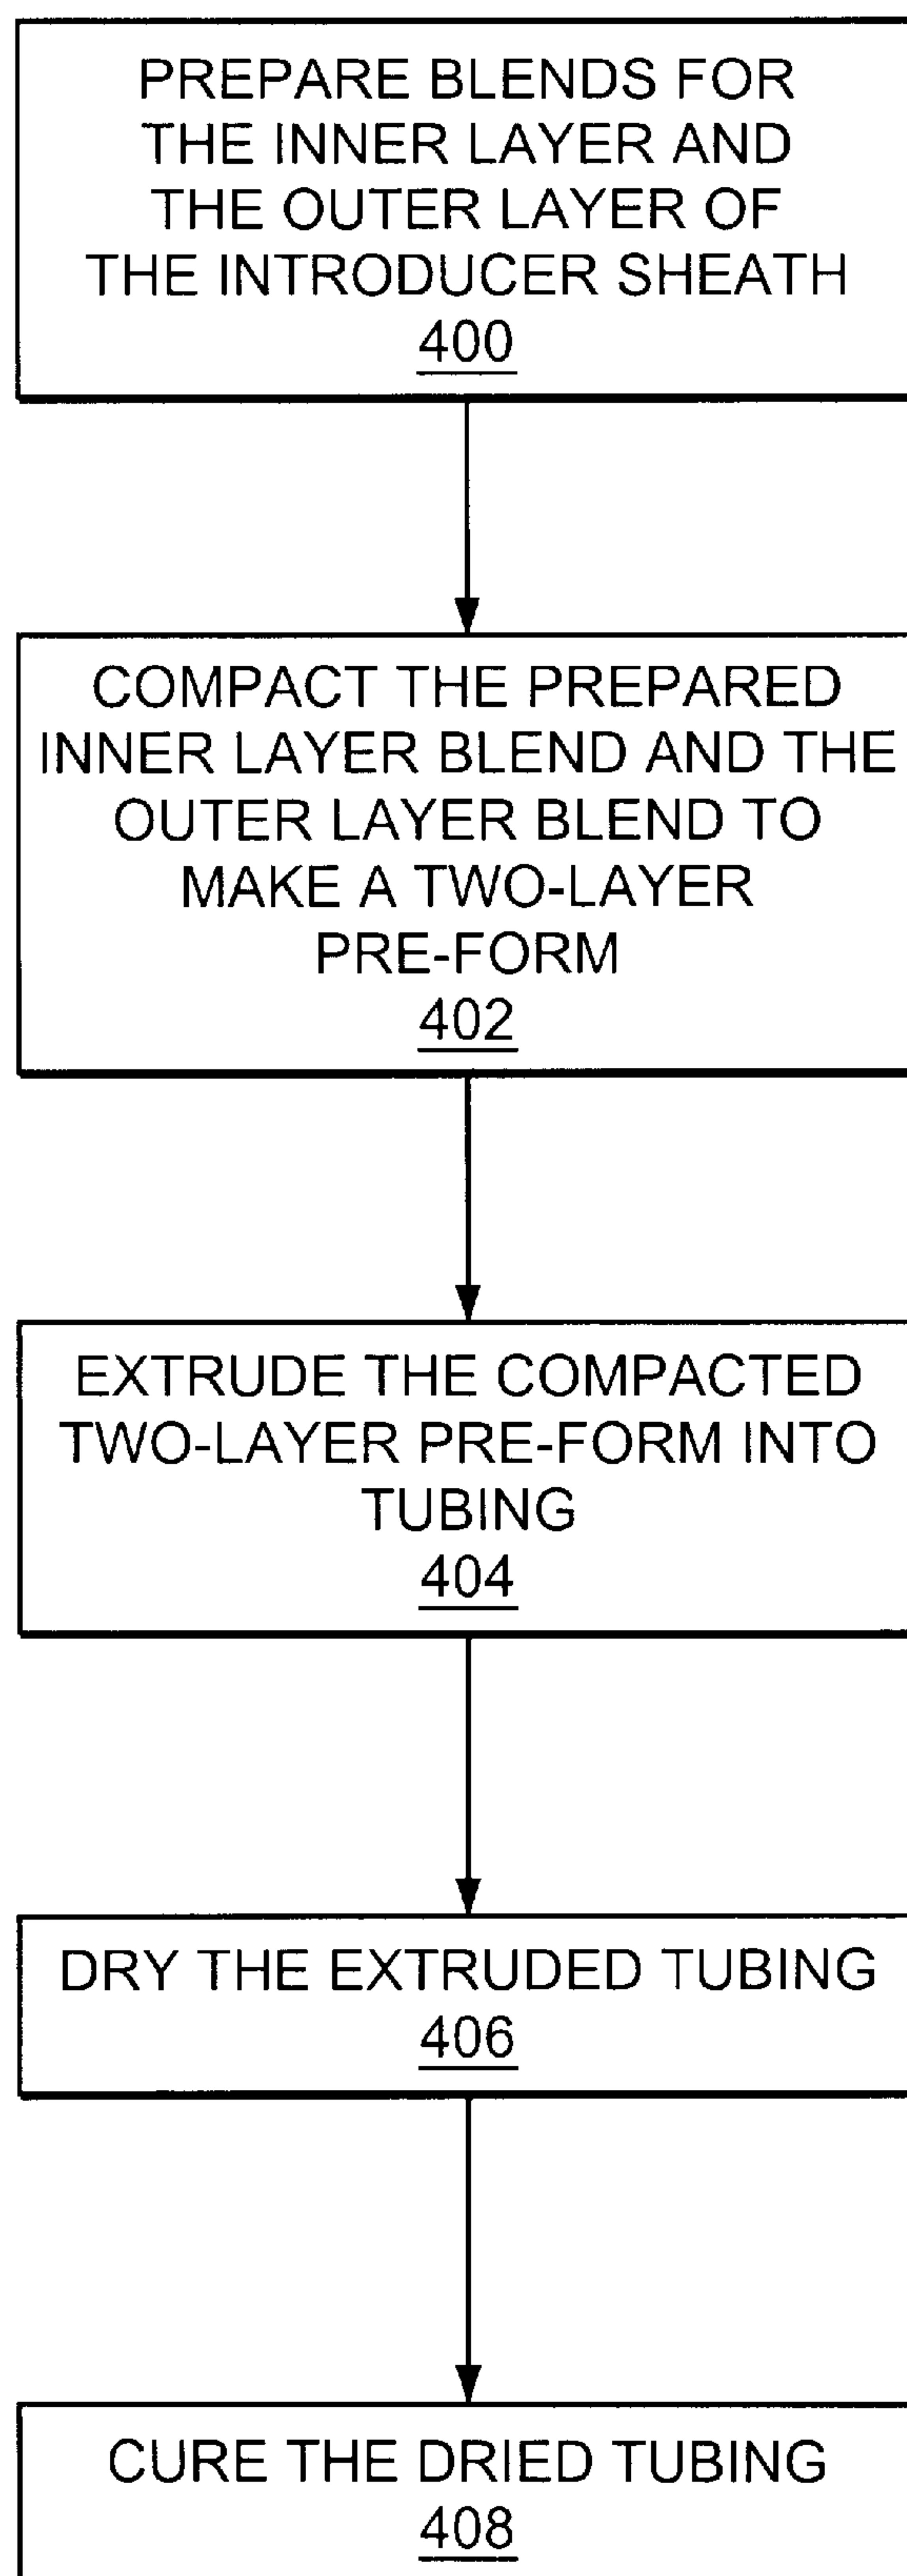 PREPARE BLENDS FOR
THE INNER LAYER AND
THE OUTER LAYER OF
THE INTRODUCER SHEATH
400
COMPACT THE PREPARED
INNER LAYER BLEND AND THE
OUTER LAYER BLEND TO
MAKE A TWO-LAYER
PRE-FORM
402
EXTRUDE THE COMPACTED
TWO-LAYER PRE-FORM INTO
TUBING
404
DRY THE EXTRUDED TUBING
406
CURE THE DRIED TUBING
408